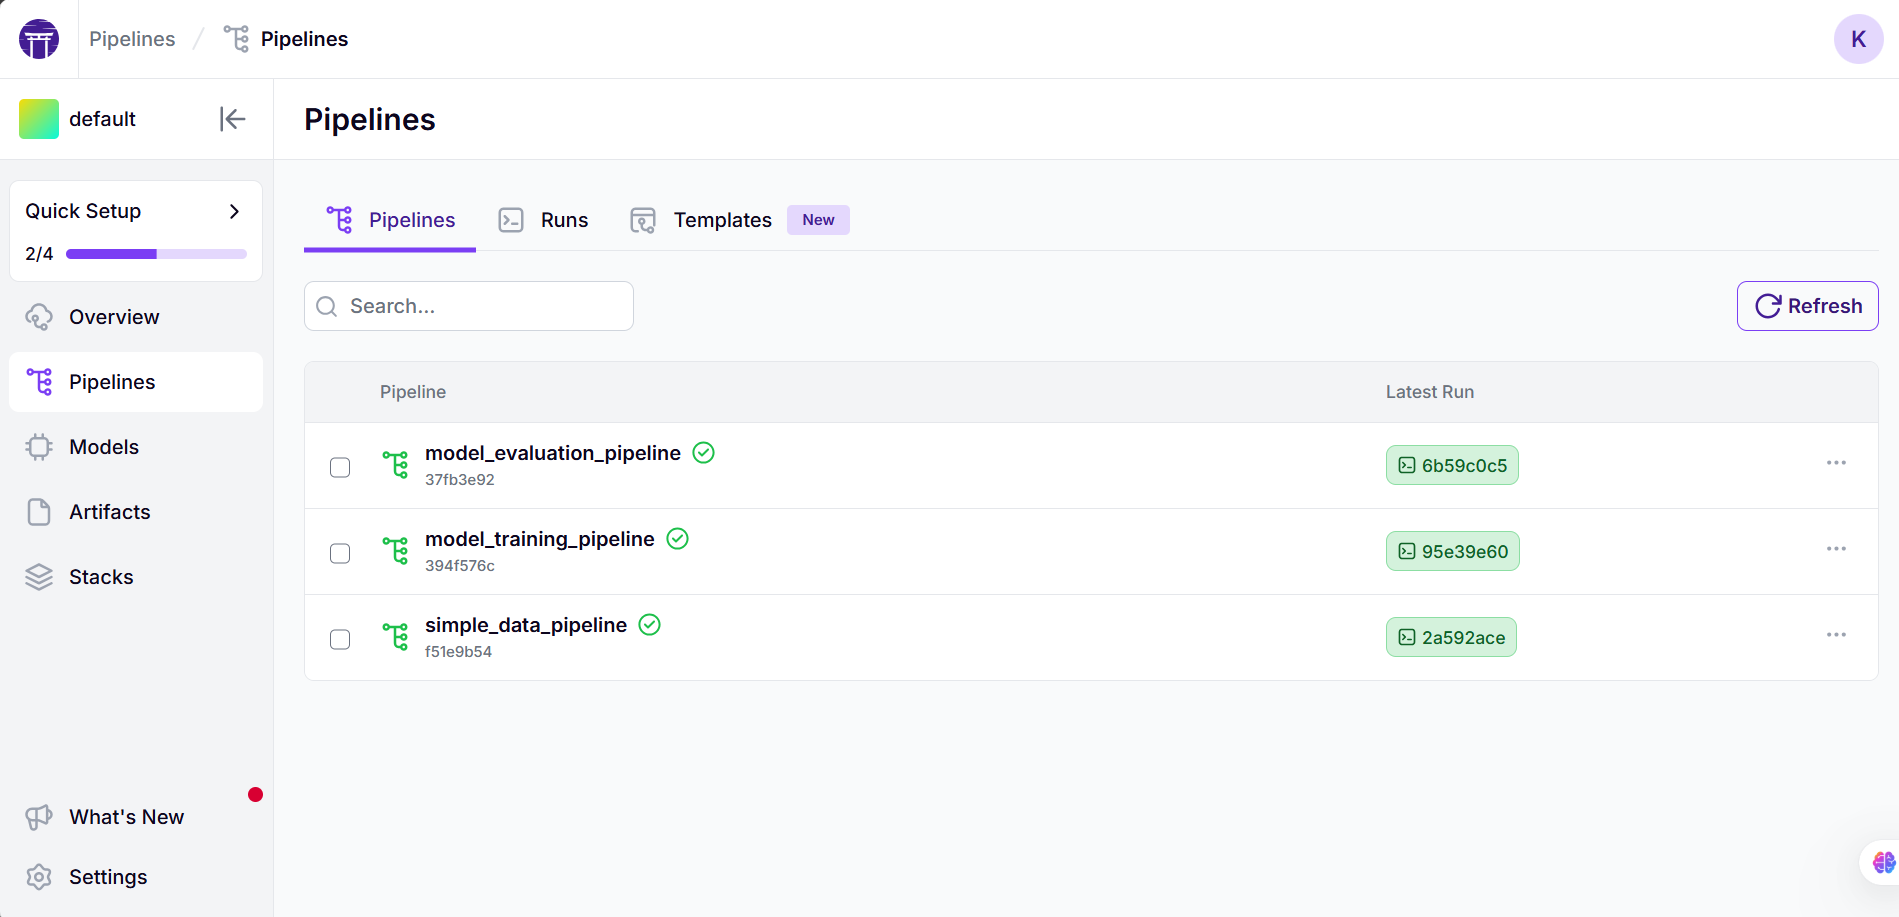 Pipelines / Pipelines
K
default
Pipelines
Quick Setup
2/4
Overview
Pipelines
Models
Artifacts
Stacks
What's New
Settings
Pipelines Runs Templates New
Search...
Refresh
Pipeline Latest Run
model_evaluation_pipeline
37fb3e92
6b59c0c5
model_training_pipeline
394f576c
95e39e60
simple_data_pipeline
f51e9b54
2a592ace